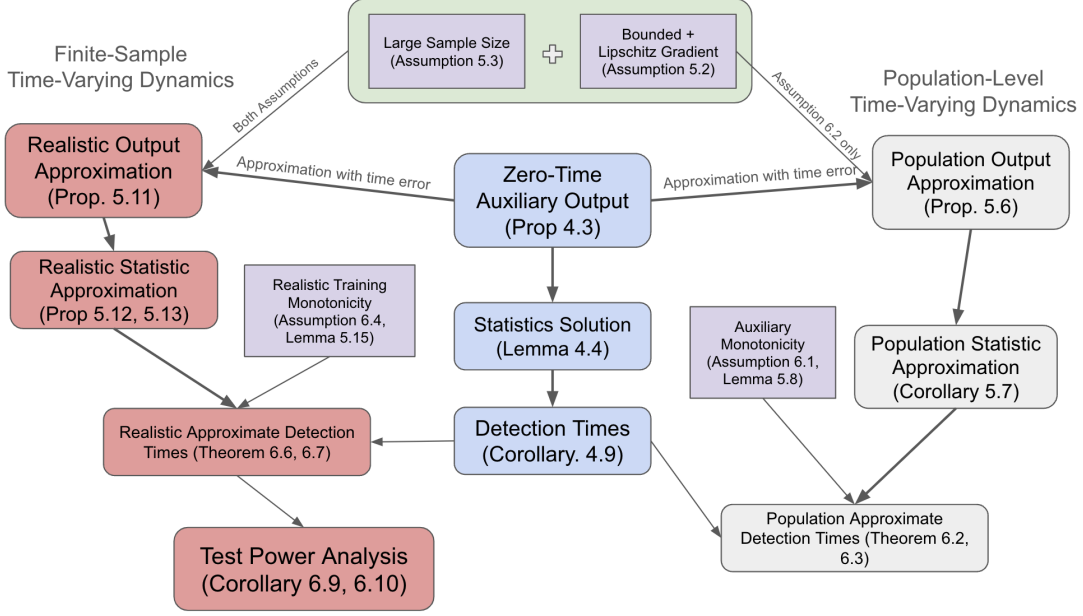 Finite-Sample
Time-Varying Dynamics
Large Sample Size
(Assumption 5.3)
Bounded +
Lipschitz Gradient
(Assumption 5.2)
Population-Level
Time-Varying Dynamics
Both Assumptions
Assumption 6.2 only
Realistic Output
Approximation
(Prop. 5.11)
Approximation with time error
Zero-Time
Auxiliary Output
(Prop 4.3)
Approximation with time error
Population Output
Approximation
(Prop. 5.6)
Realistic Statistic
Approximation
(Prop 5.12, 5.13)
Realistic Training
Monotonicity
(Assumption 6.4,
Lemma 5.15)
Statistics Solution
(Lemma 4.4)
Auxiliary
Monotonicity
(Assumption 6.1,
Lemma 5.8)
Population Statistic
Approximation
(Corollary 5.7)
Realistic Approximate Detection
Times (Theorem 6.6, 6.7)
Detection Times
(Corollary. 4.9)
Population Approximate
Detection Times (Theorem 6.2,
6.3)
Test Power Analysis
(Corollary 6.9, 6.10)